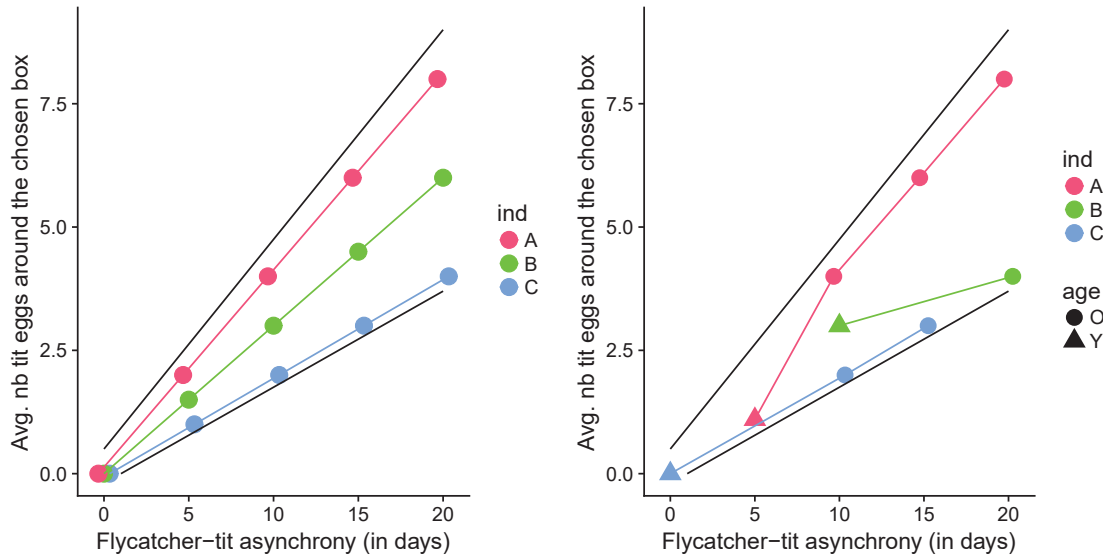 Avg. nb tit eggs around the chosen box
7.5
5.0
2.5
0.0
0 5 10 15 20
Flycatcher−tit asynchrony (in days)
ind
A
B
C
Avg. nb tit eggs around the chosen box
7.5
5.0
2.5
0.0
0 5 10 15 20
Flycatcher−tit asynchrony (in days)
ind
A
B
C
age
O
Y